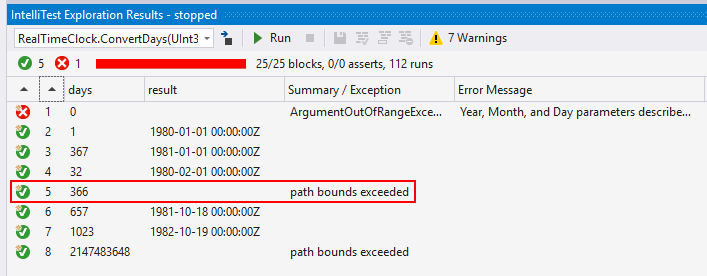 IntelliTest Exploration Results - stopped
RealTimeClock.ConvertDays(UInt3 Run 7 Warnings
5 1 25/25 blocks, 0/0 asserts, 112 runs
days result Summary / Exception Error Message
1 0 ArgumentOutOfRangeExce... Year, Month, and Day parameters describe...
2 1 1980-01-01 00:00:00Z
3 367 1981-01-01 00:00:00Z
4 32 1980-02-01 00:00:00Z
5 366 path bounds exceeded
6 657 1981-10-18 00:00:00Z
7 1023 1982-10-19 00:00:00Z
8 2147483648 path bounds exceeded